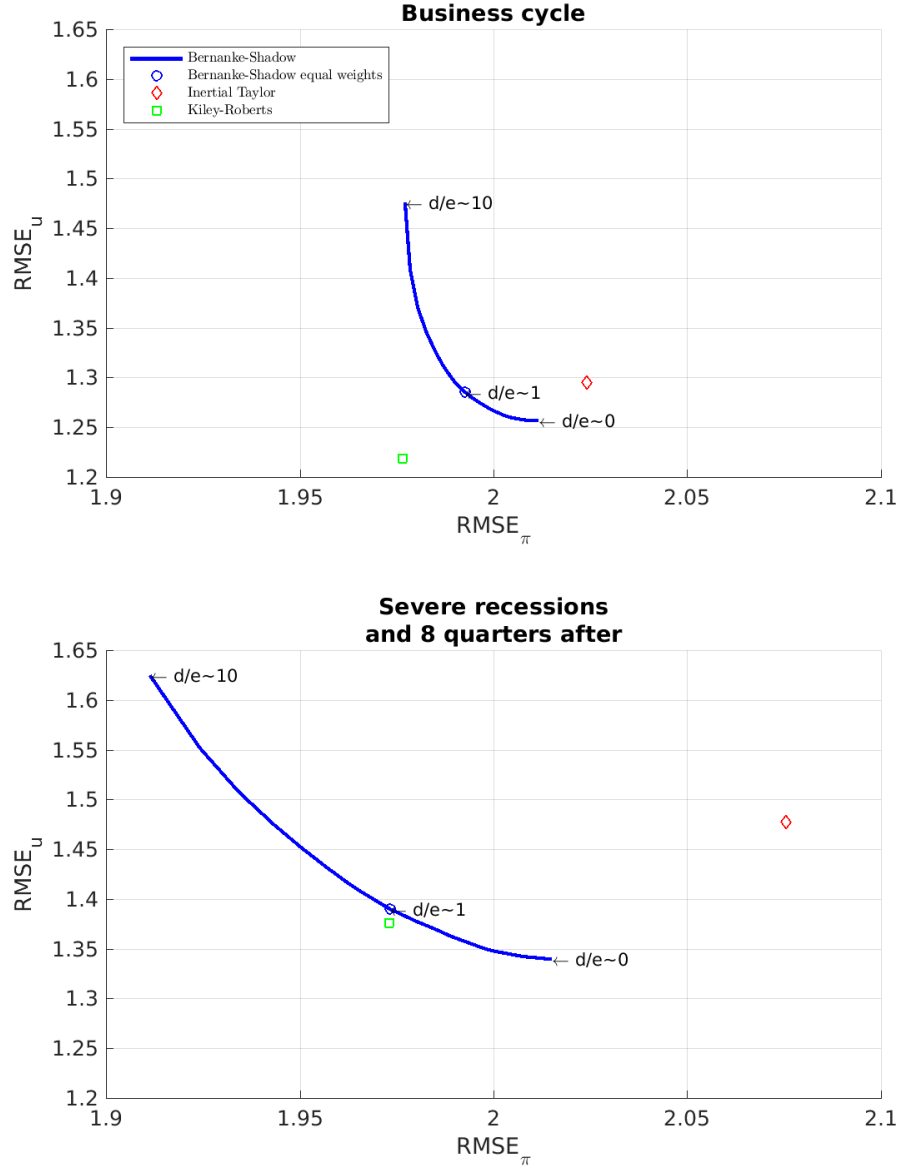 Business cycle
1.65
1.6
1.55
1.5
1.45
1.4
1.35
1.3
1.25
1.2
RMSE_u
Bernanke-Shadow
Bernanke-Shadow equal weights
Inertial Taylor
Kiley-Roberts
← d/e~10
← d/e~1
← d/e~0
1.9 1.95 2 2.05 2.1
RMSE_π
Severe recessions
and 8 quarters after
1.65
1.6
1.55
1.5
1.45
1.4
1.35
1.3
1.25
1.2
RMSE_u
← d/e~10
← d/e~1
← d/e~0
1.9 1.95 2 2.05 2.1
RMSE_π